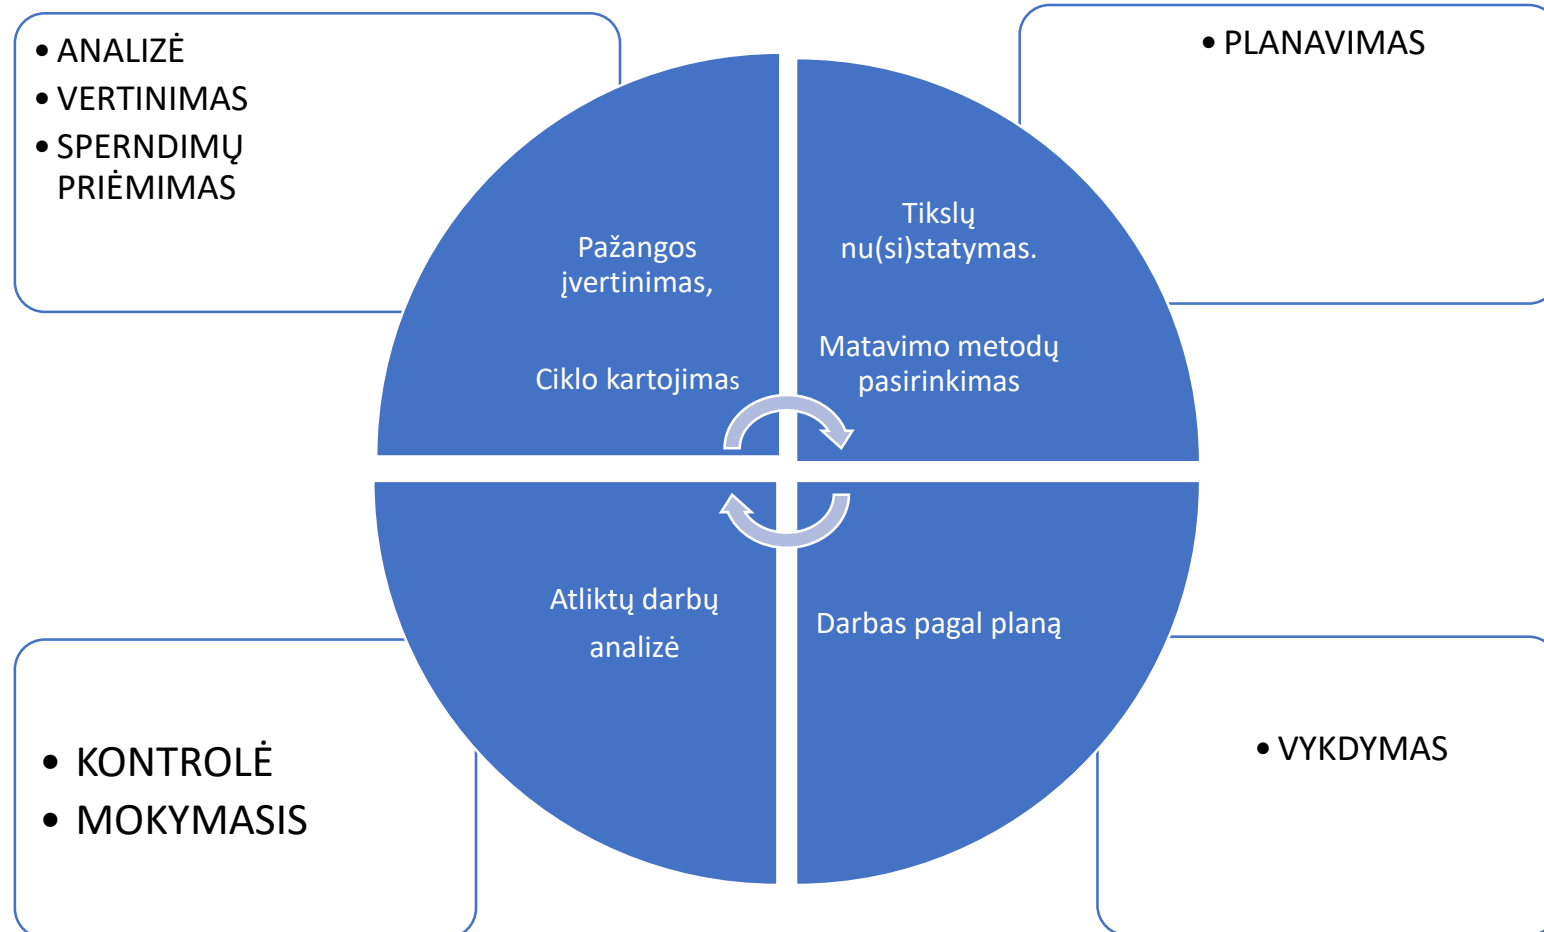 • ANALIZĖ
• VERTINIMAS
• SPERNDIMŲ
PRIĖMIMAS
• PLANAVIMAS
Pažangos
įvertinimas,
Ciklo kartojimas
Tikslų
nu(si)statymas.
Matavimo metodų
pasirinkimas
Atliktų darbų
analizė
Darbas pagal planą
• KONTROLĖ
• MOKYMASIS
• VYKDYMAS